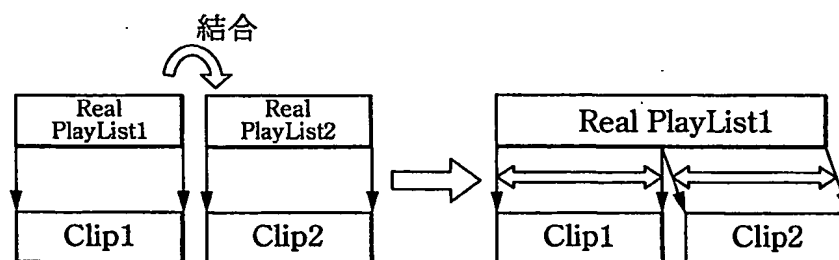 結合
Real
PlayList1
Real
PlayList2
Real PlayList1
Clip1
Clip2
Clip1
Clip2